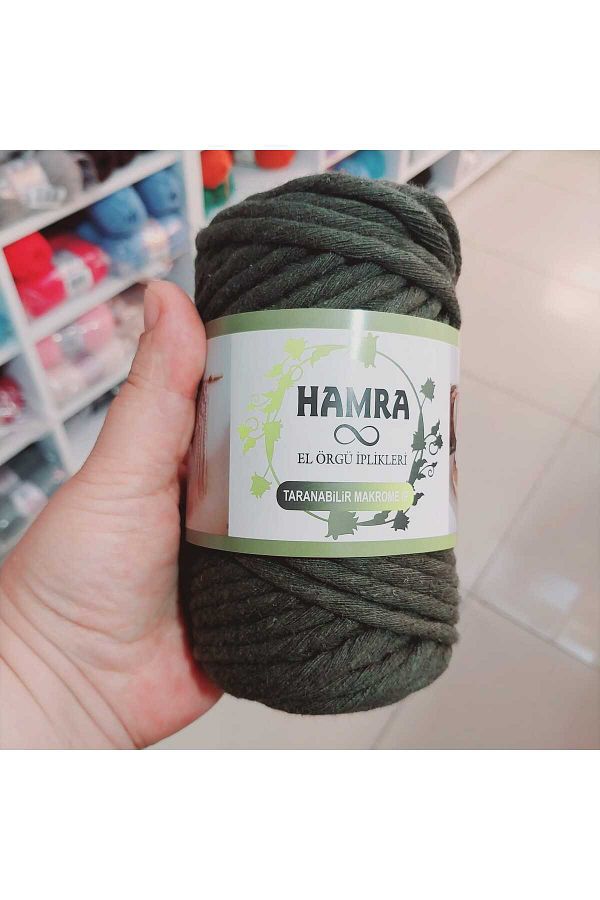 HAMRA
EL ÖRGÜ İPLİKLERİ
TARANABİLİR MAKROME İP